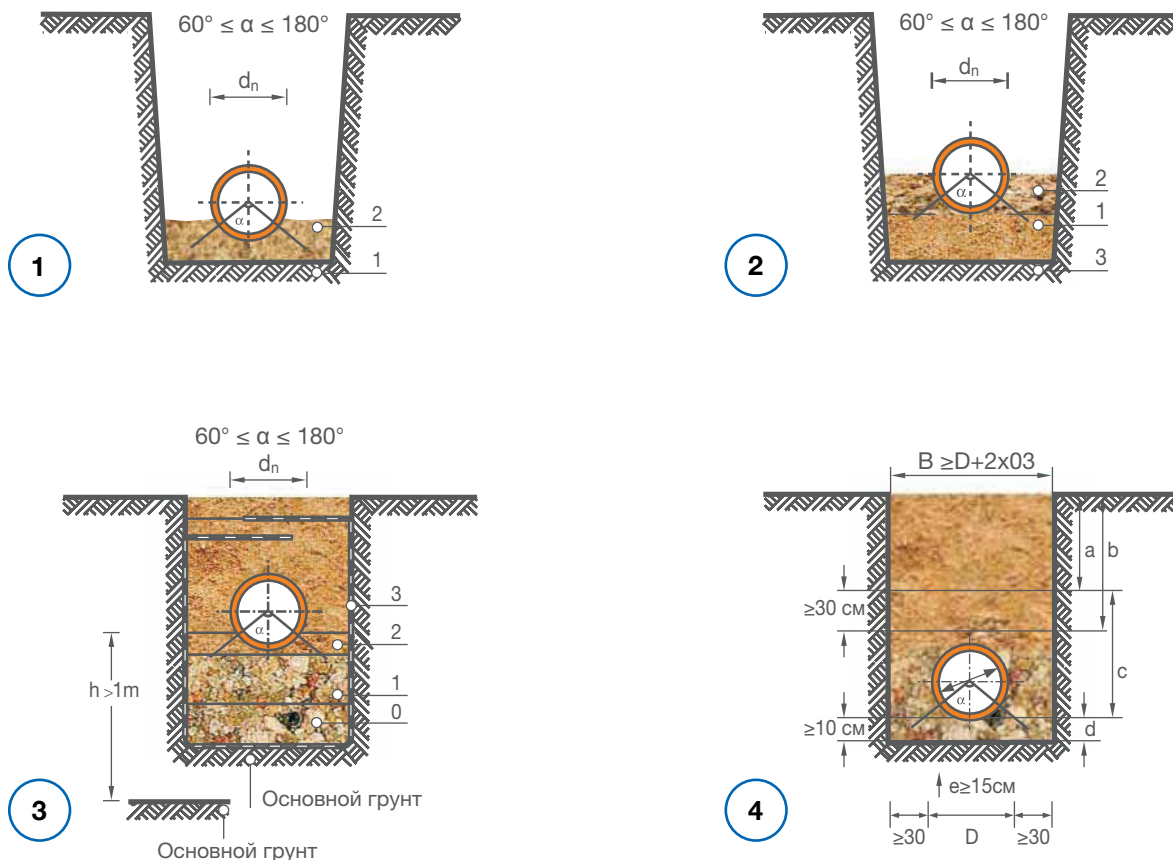 60° ≤ α ≤ 180°
dn
α
2
1
1
60° ≤ α ≤ 180°
dn
α
2
1
3
2
60° ≤ α ≤ 180°
dn
α
3
2
1
0
h >1m
Основной грунт
Основной грунт
3
B ≥D+2x03
a
b
≥30 см
c
α
≥10 см
d
e≥15см
≥30
D
≥30
4